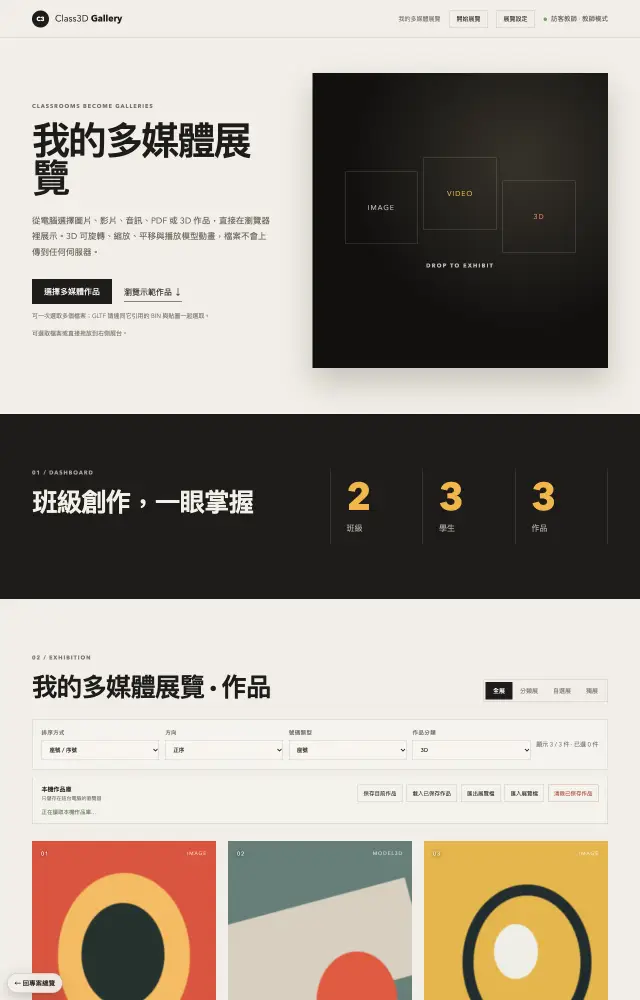 C3 Class3D Gallery
我的多媒體展覽 開始展覽 展覽設定 訪客教師 · 教師模式
CLASSROOMS BECOME GALLERIES
我的多媒體展
覽
從電腦選擇圖片、影片、音訊、PDF 或 3D 作品，直接在瀏覽器
裡展示。3D 可旋轉、縮放、平移與播放模型動畫，檔案不會上
傳到任何伺服器。
選擇多媒體作品 瀏覽示範作品 ↓
可一次選取多個檔案；GLTF 請連同它引用的 BIN 與貼圖一起選取。
可選取檔案或直接拖放到右側展台。
IMAGE
VIDEO
3D
DROP TO EXHIBIT
01 / DASHBOARD
班級創作，一眼掌握
2 3 3
班級 學生 作品
02 / EXHIBITION
我的多媒體展覽 · 作品
全展 分類展 自選展 獨展
排序方式 方向 號碼類型 作品分類
座號 / 序號 正序 座號 3D 顯示 3 / 3 件 · 已選 0 件
本機作品庫
只儲存在這台電腦的瀏覽器
正在讀取本機作品庫…
保存目前作品 載入已保存作品 匯出展覽檔 匯入展覽檔 清除已保存作品
01 IMAGE
02 MODEL3D
03 IMAGE
← 回專案總覽